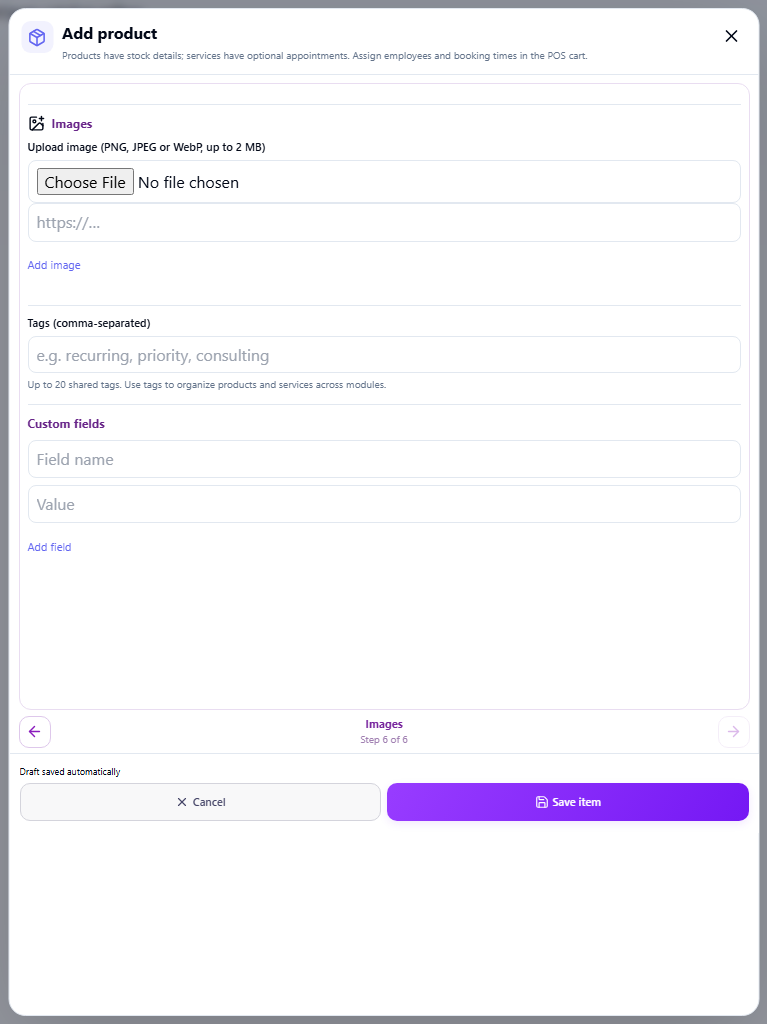 Add product
Products have stock details; services have optional appointments. Assign employees and booking times in the POS cart.
Images
Upload image (PNG, JPEG or WebP, up to 2 MB)
Choose File No file chosen
https://...
Add image
Tags (comma-separated)
e.g. recurring, priority, consulting
Up to 20 shared tags. Use tags to organize products and services across modules.
Custom fields
Field name
Value
Add field
Images
Step 6 of 6
Draft saved automatically
Cancel
Save item